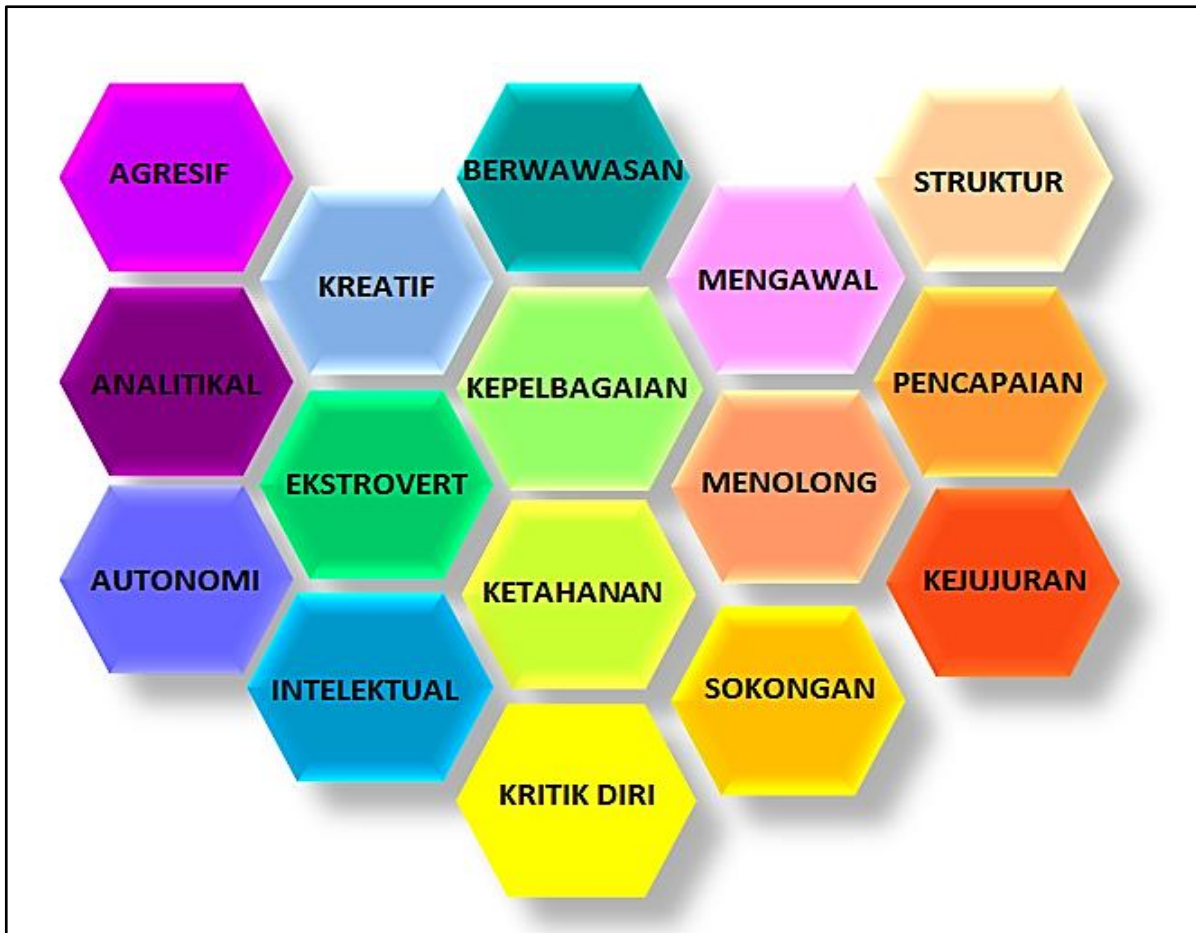 AGRESIF
BERWAWASAN
STRUKTUR
KREATIF
MENGAWAL
ANALITIKAL
KEPELBAGAIAN
PENCAPAIAN
EKSTROVERT
MENOLONG
AUTONOMI
KETAHANAN
KEJUJURAN
INTELEKTUAL
SOKONGAN
KRITIK DIRI